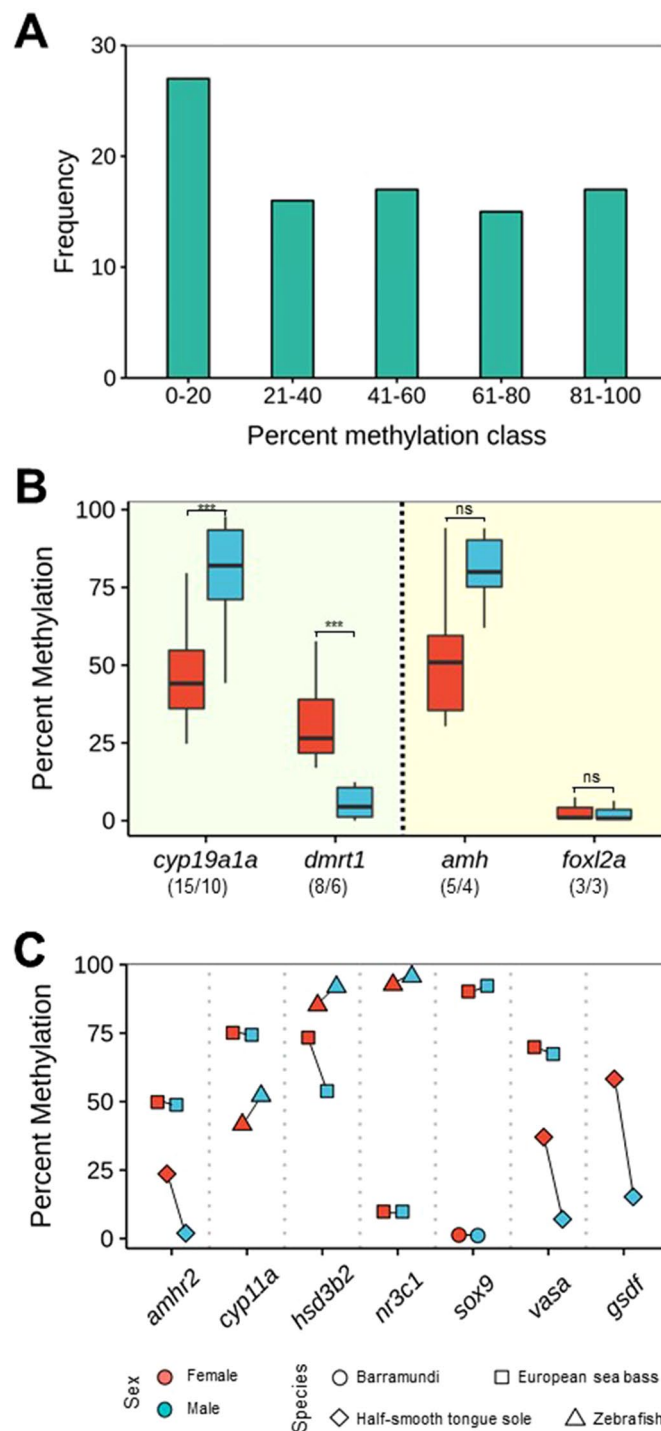 A
30
20
10
0
Frequency
0-20 21-40 41-60 61-80 81-100
Percent methylation class
B
100
75
50
25
0
Percent Methylation
***
***
ns
ns
cyp19a1a dmrt1 amh foxl2a
(15/10) (8/6) (5/4) (3/3)
C
100
75
50
25
0
Percent Methylation
amhr2 cyp11a hsd3b2 nr3c1 sox9 vasa gsdf
Sex
Female
Male
Species
Barramundi
European sea bass
Half-smooth tongue sole
Zebrafish